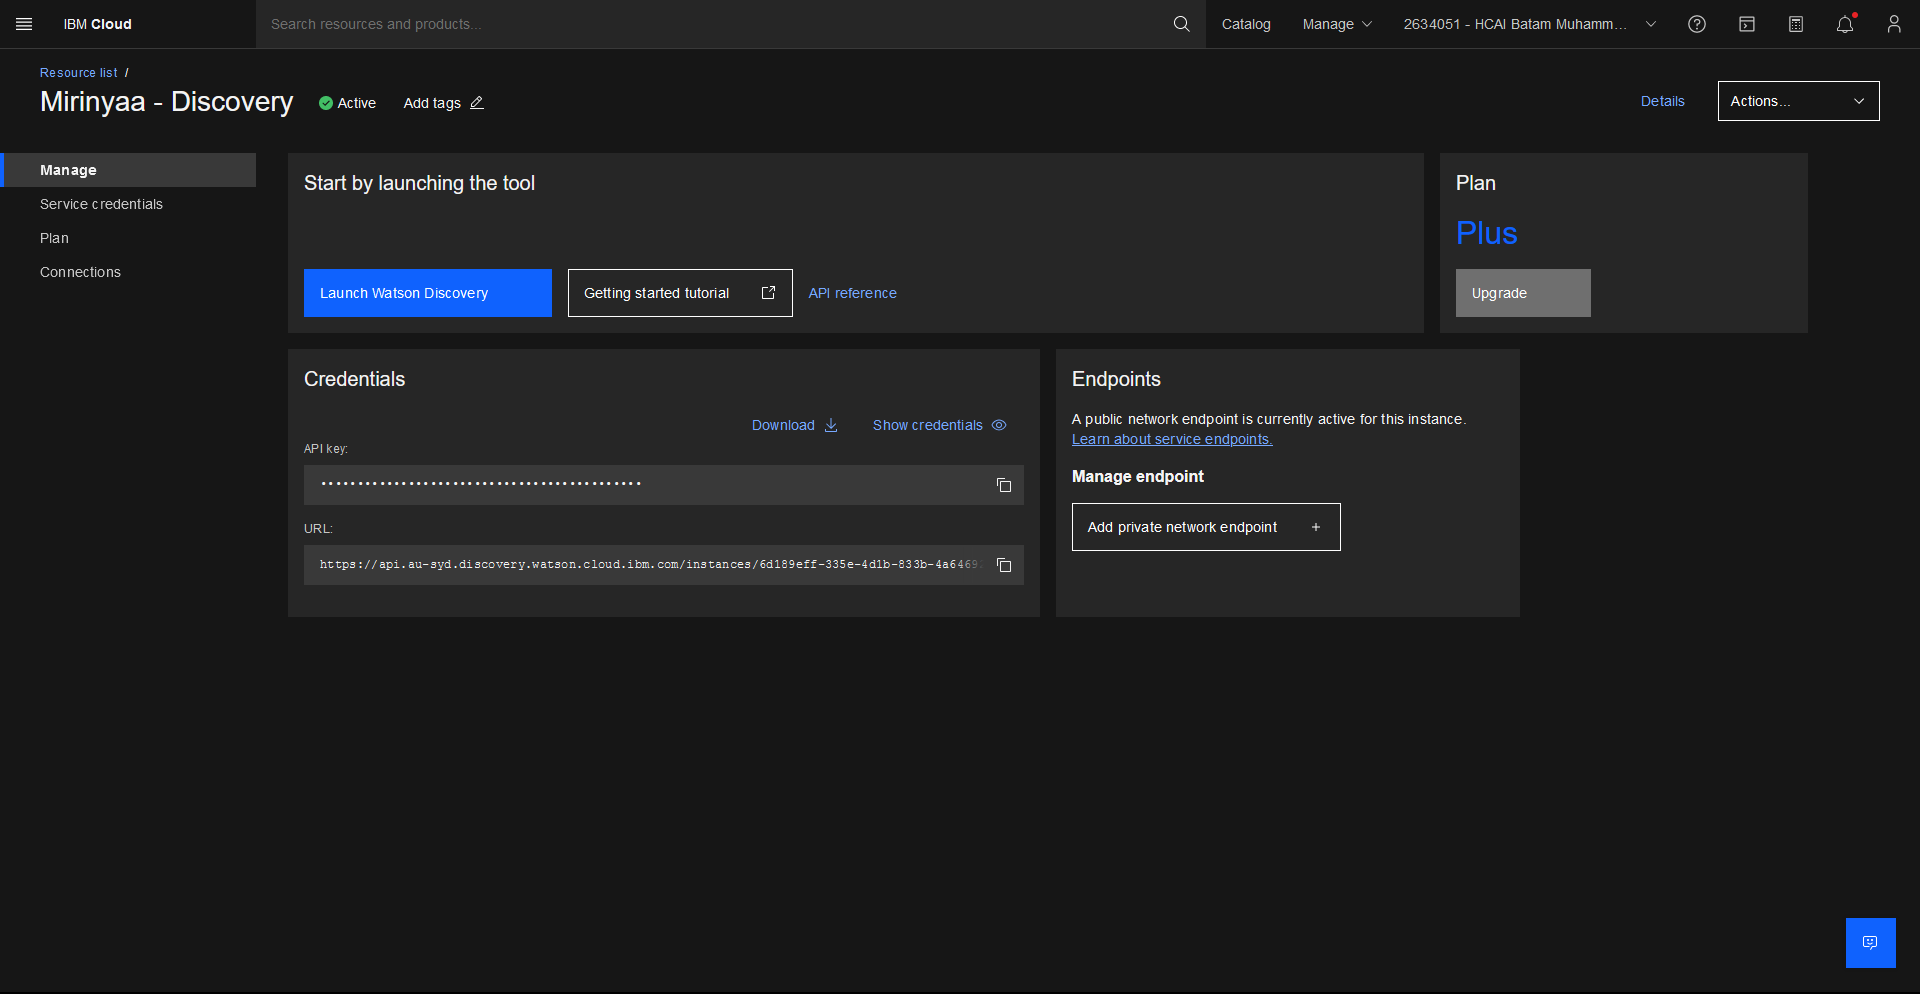 IBM Cloud
Search resources and products...
Catalog
Manage
2634051 - HCAI Batam Muhamm...
Resource list /
Mirinyaa - Discovery
Active
Add tags
Details
Actions...
Manage
Service credentials
Plan
Connections
Start by launching the tool
Launch Watson Discovery
Getting started tutorial
API reference
Plan
Plus
Upgrade
Credentials
Download
Show credentials
API key:
••••••••••••••••••••••••••••••••••••••••••••
URL:
https://api.au-syd.discovery.watson.cloud.ibm.com/instances/6d189eff-335e-4d1b-833b-4a6469
Endpoints
A public network endpoint is currently active for this instance.
Learn about service endpoints.
Manage endpoint
Add private network endpoint +